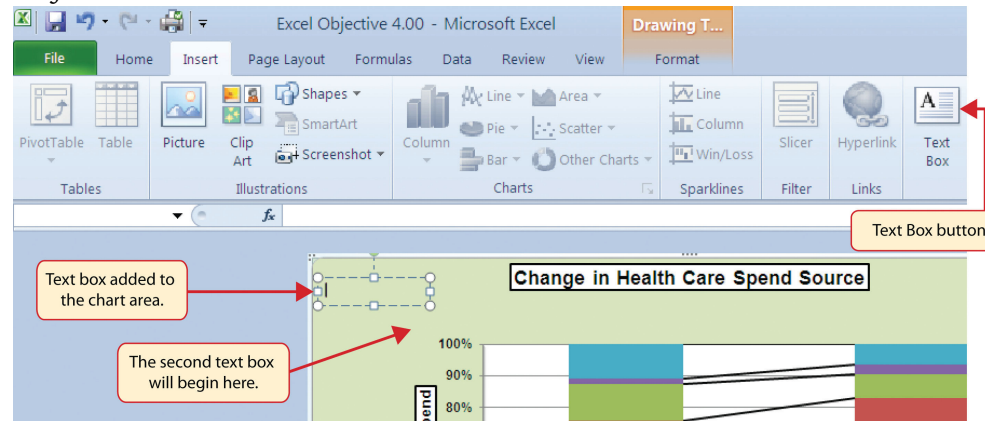 Excel Objective 4.00 - Microsoft Excel
Drawing T...
File Home Insert Page Layout Formulas Data Review View Format
PivotTable
Table
Picture
Clip
Art
Shapes
SmartArt
Screenshot
Column
Line
Pie
Bar
Area
Scatter
Other Charts
Line
Column
Win/Loss
Slicer
Hyperlink
A
Text
Box
Tables Illustrations Charts Sparklines Filter Links
fx
Text Box button
Text box added to
the chart area.
Change in Health Care Spend Source
The second text box
will begin here.
100%
90%
80%
pend